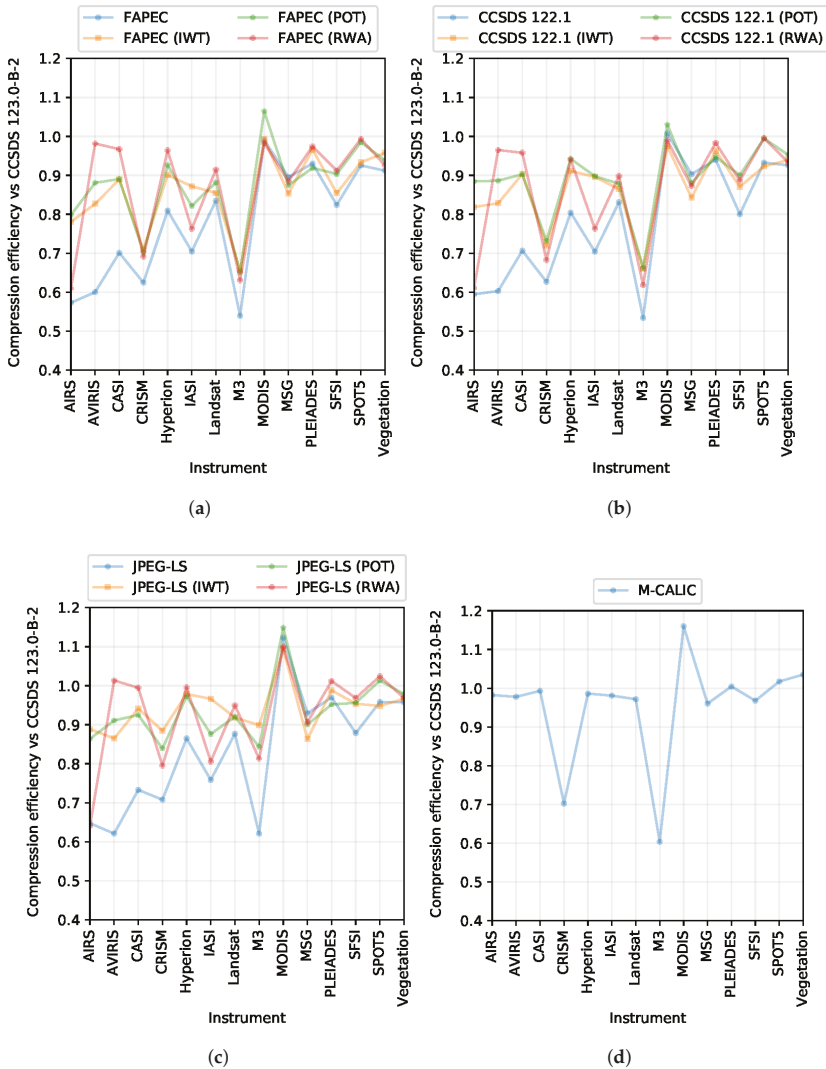 FAPEC
FAPEC (IWT)
FAPEC (POT)
FAPEC (RWA)
Compression efficiency vs CCSDS 123.0-B-2
1.2
1.1
1.0
0.9
0.8
0.7
0.6
0.5
0.4
AIRS
AVIRIS
CASI
CRISM
Hyperion
IASI
Landsat
M3
MODIS
MSG
PLEIADES
SFSI
SPOT5
Vegetation
Instrument
(a)
CCSDS 122.1
CCSDS 122.1 (IWT)
CCSDS 122.1 (POT)
CCSDS 122.1 (RWA)
Compression efficiency vs CCSDS 123.0-B-2
1.2
1.1
1.0
0.9
0.8
0.7
0.6
0.5
0.4
AIRS
AVIRIS
CASI
CRISM
Hyperion
IASI
Landsat
M3
MODIS
MSG
PLEIADES
SFSI
SPOT5
Vegetation
Instrument
(b)
JPEG-LS
JPEG-LS (IWT)
JPEG-LS (POT)
JPEG-LS (RWA)
Compression efficiency vs CCSDS 123.0-B-2
1.2
1.1
1.0
0.9
0.8
0.7
0.6
0.5
0.4
AIRS
AVIRIS
CASI
CRISM
Hyperion
IASI
Landsat
M3
MODIS
MSG
PLEIADES
SFSI
SPOT5
Vegetation
Instrument
(c)
M-CALIC
Compression efficiency vs CCSDS 123.0-B-2
1.2
1.1
1.0
0.9
0.8
0.7
0.6
0.5
0.4
AIRS
AVIRIS
CASI
CRISM
Hyperion
IASI
Landsat
M3
MODIS
MSG
PLEIADES
SFSI
SPOT5
Vegetation
Instrument
(d)